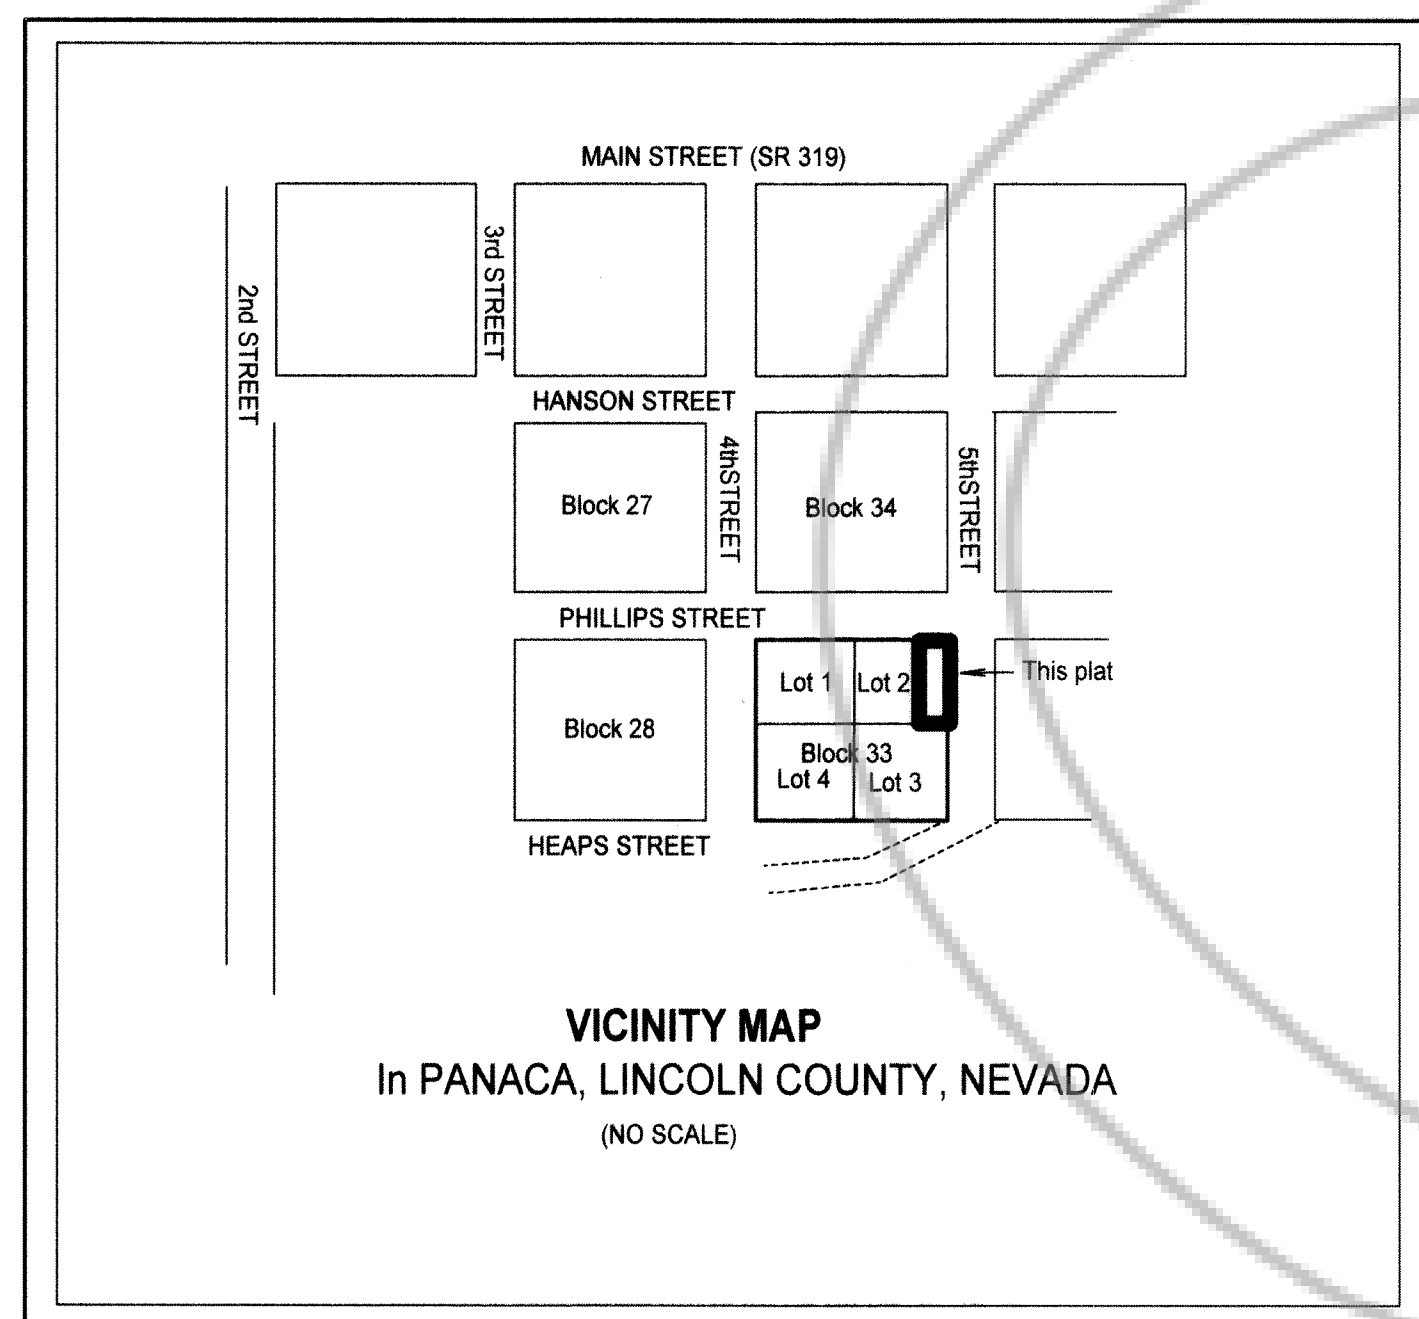 MAIN STREET (SR 319)
3rd STREET
2nd STREET
HANSON STREET
4thSTREET
5thSTREET
Block 27
Block 34
PHILLIPS STREET
Lot 1
Lot 2
This plat
Block 28
Block 33
Lot 4
Lot 3
HEAPS STREET
VICINITY MAP
In PANACA, LINCOLN COUNTY, NEVADA
(NO SCALE)